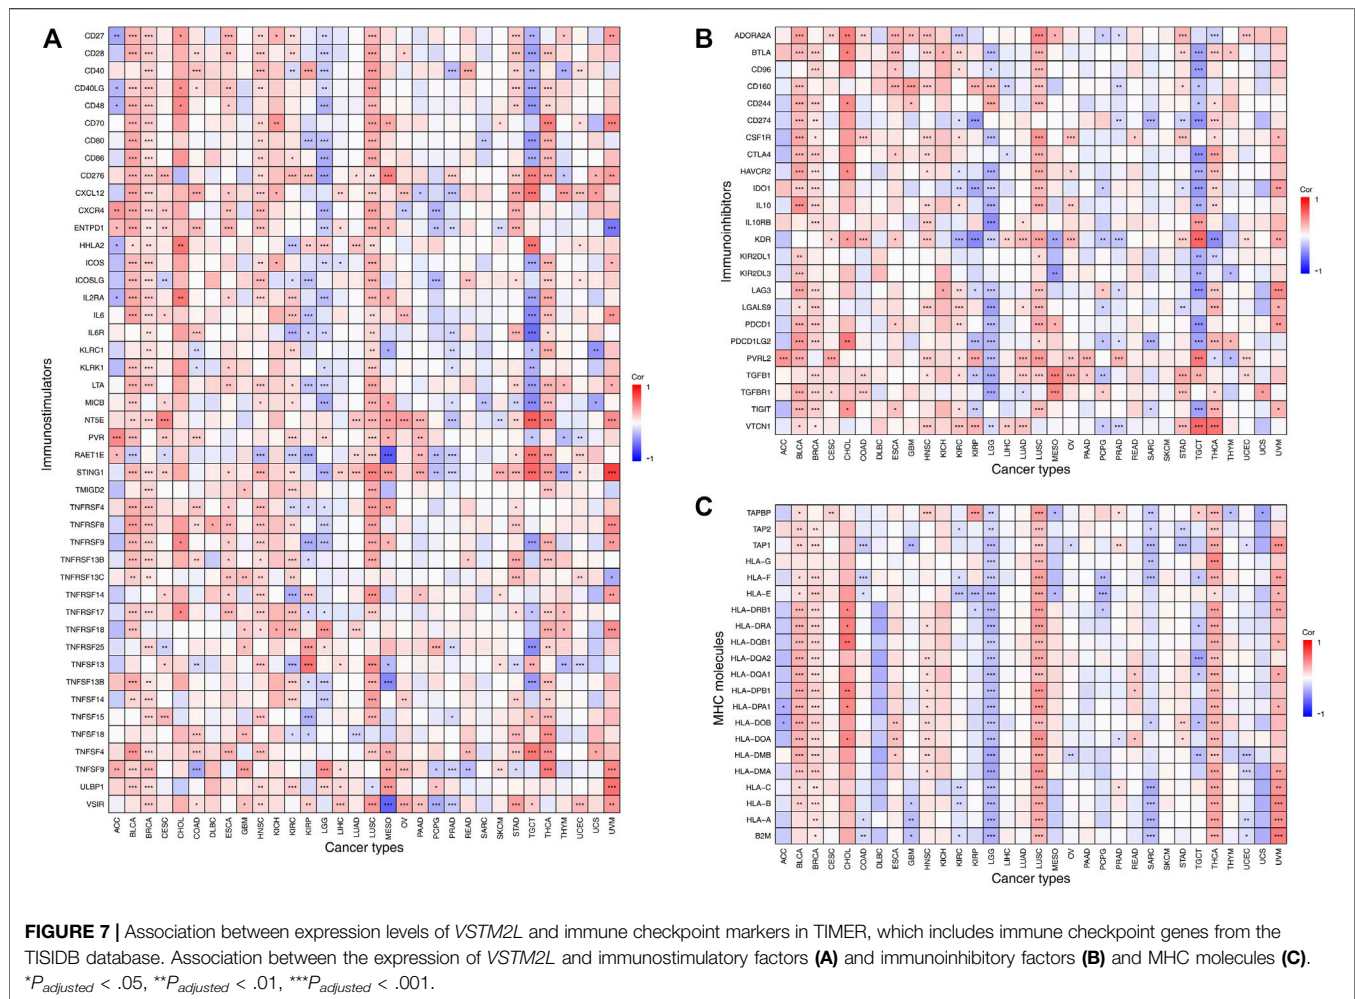 A
CD27
CD28
CD40
CD40LG
CD48
CD70
CD80
CD86
CD276
CXCL12
CXCR4
ENTPD1
HHLA2
ICOS
ICOSLG
IL2RA
IL6
IL6R
KLRC1
KLRK1
LTA
MICB
NT5E
PVR
RAET1E
STING1
TMIGD2
TNFRSF4
TNFRSF8
TNFRSF9
TNFRSF13B
TNFRSF13C
TNFRSF14
TNFRSF17
TNFRSF18
TNFRSF25
TNFSF13
TNFSF13B
TNFSF14
TNFSF15
TNFSF18
TNFSF4
TNFSF9
ULBP1
VSIR
Immunostimulators
ACC BLCA BRCA CESC CHOL COAD DLBC ESCA GBM HNSC KICH KIRC KIRP LGG LIHC LUAD LUSC MESO OV PAAD PCPG PRAD READ SARC SKCM STAD TGCT THCA THYM UCEC UCS UVM
Cancer types
Cor
1
-1
B
ADORA2A
BTLA
CD96
CD160
CD244
CD274
CSF1R
CTLA4
HAVCR2
IDO1
IL10
IL10RB
KDR
KIR2DL1
KIR2DL3
LAG3
LGALS9
PDCD1
PDCD1LG2
PVRL2
TGFB1
TGFBR1
TIGIT
VTCN1
Immunoinhibitors
ACC BLCA BRCA CESC CHOL COAD DLBC ESCA GBM HNSC KICH KIRC KIRP LGG LIHC LUAD LUSC MESO OV PAAD PCPG PRAD READ SARC SKCM STAD TGCT THCA THYM UCEC UCS UVM
Cancer types
Cor
1
-1
C
TAPBP
TAP2
TAP1
HLA-G
HLA-F
HLA-E
HLA-DRB1
HLA-DRA
HLA-DQB1
HLA-DQA2
HLA-DQA1
HLA-DPB1
HLA-DPA1
HLA-DOB
HLA-DOA
HLA-DMB
HLA-DMA
HLA-C
HLA-B
HLA-A
B2M
MHC molecules
ACC BLCA BRCA CESC CHOL COAD DLBC ESCA GBM HNSC KICH KIRC KIRP LGG LIHC LUAD LUSC MESO OV PAAD PCPG PRAD READ SARC SKCM STAD TGCT THCA THYM UCEC UCS UVM
Cancer types
Cor
1
-1
FIGURE 7 | Association between expression levels of VSTM2L and immune checkpoint markers in TIMER, which includes immune checkpoint genes from the
TISIDB database. Association between the expression of VSTM2L and immunostimulatory factors (A) and immunoinhibitory factors (B) and MHC molecules (C).
*Padjusted < .05, **Padjusted < .01, ***Padjusted < .001.